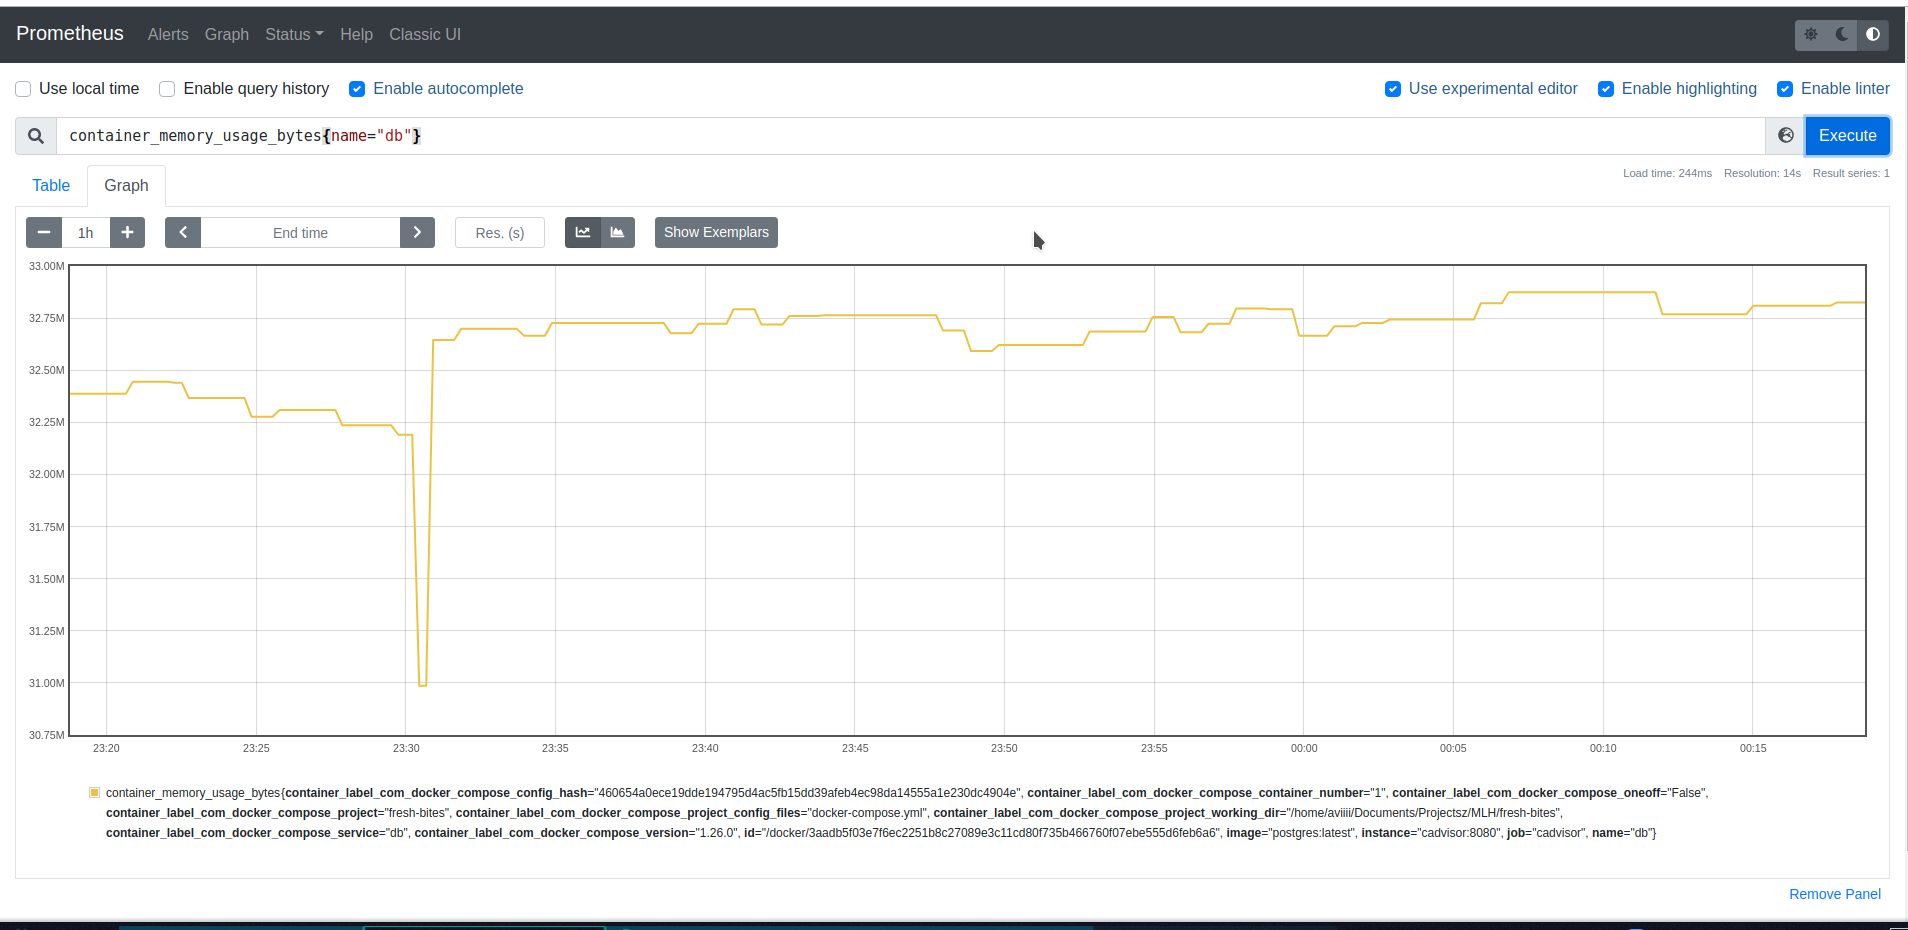 Prometheus Alerts Graph Status Help Classic UI
Use local time Enable query history Enable autocomplete Use experimental editor Enable highlighting Enable linter
container_memory_usage_bytes{name="db"} Execute
Table Graph Load time: 244ms Resolution: 14s Result series: 1
1h End time Res. (s) Show Exemplars
33.00M
32.75M
32.50M
32.25M
32.00M
31.75M
31.50M
31.25M
31.00M
30.75M
23:20 23:25 23:30 23:35 23:40 23:45 23:50 23:55 00:00 00:05 00:10 00:15
container_memory_usage_bytes{container_label_com_docker_compose_config_hash="460654a0ece19dde194795d4ac5fb15dd39afeb4ec98da14555a1e230dc4904e", container_label_com_docker_compose_container_number="1", container_label_com_docker_compose_oneoff="False",
container_label_com_docker_compose_project="fresh-bites", container_label_com_docker_compose_project_config_files="docker-compose.yml", container_label_com_docker_compose_project_working_dir="/home/aviiii/Documents/Projectsz/MLH/fresh-bites",
container_label_com_docker_compose_service="db", container_label_com_docker_compose_version="1.26.0", id="/docker/3aadb5f03e7f6ec2251b8c27089e3c11cd80f735b466760f07ebe555d6feb6a6", image="postgres:latest", instance="cadvisor:8080", job="cadvisor", name="db"}
Remove Panel